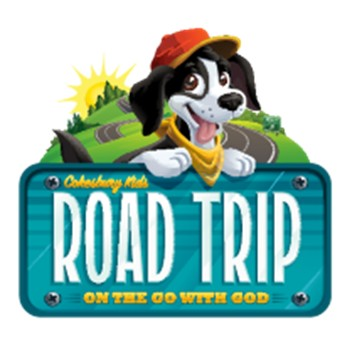 Cokesbury Kids
ROAD TRIP
ON THE GO WITH GOD